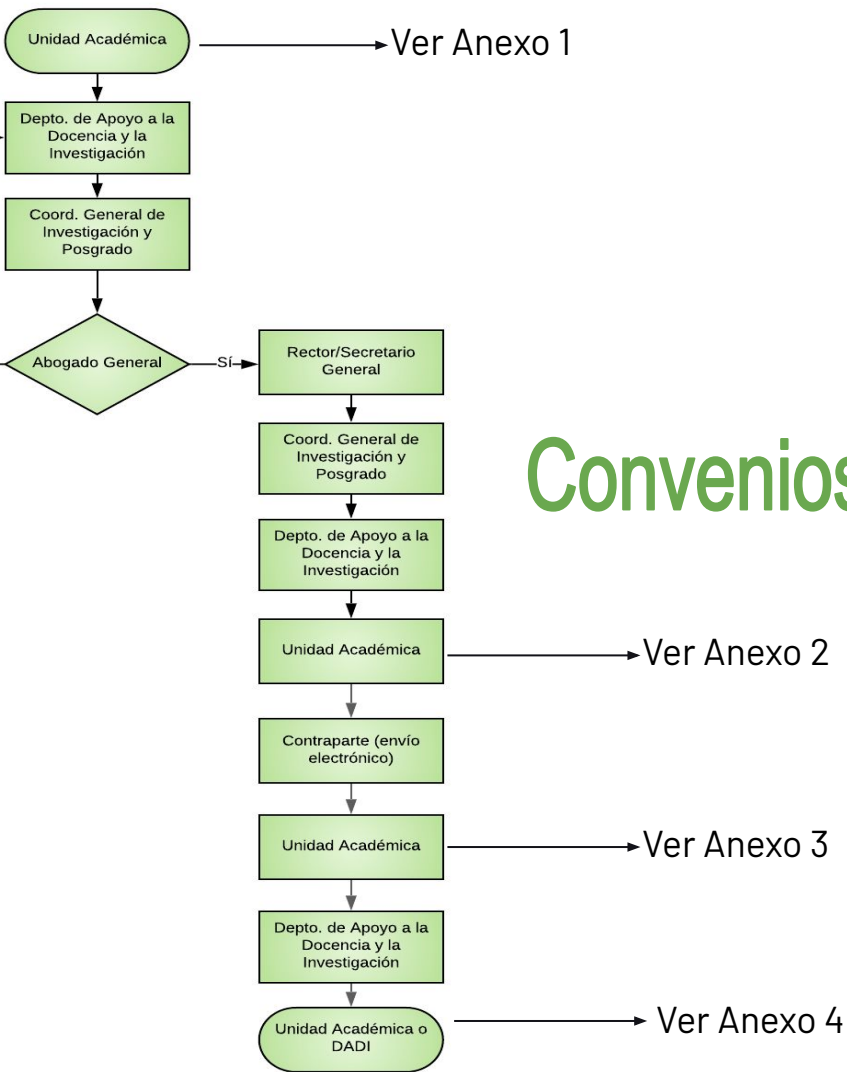 Unidad Académica
Ver Anexo 1
Depto. de Apoyo a la
Docencia y la
Investigación
Coord. General de
Investigación y
Posgrado
Abogado General
Sí
Rector/Secretario
General
Coord. General de
Investigación y
Posgrado
Convenios
Depto. de Apoyo a la
Docencia y la
Investigación
Unidad Académica
Ver Anexo 2
Contraparte (envío
electrónico)
Unidad Académica
Ver Anexo 3
Depto. de Apoyo a la
Docencia y la
Investigación
Unidad Académica o
DADI
Ver Anexo 4